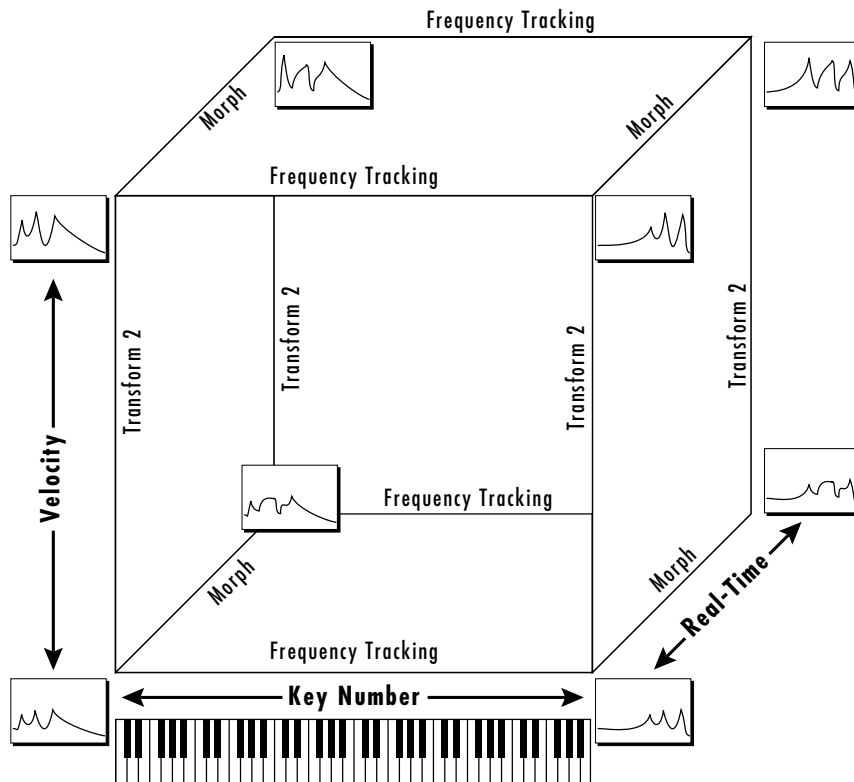 Frequency Tracking
Morph
Morph
Frequency Tracking
Transform 2
Transform 2
Transform 2
Transform 2
Velocity
Frequency Tracking
Morph
Morph
Real-Time
Frequency Tracking
Key Number